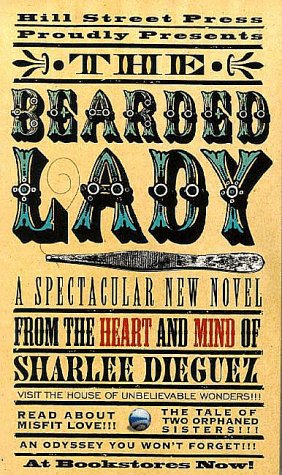 Hill Street Press
Proudly Presents
THE
BEARDED
LADY
A SPECTACULAR NEW NOVEL
FROM THE HEART AND MIND OF
SHARLEE DIEGUEZ
VISIT THE HOUSE OF UNBELIEVABLE WONDERS!!!
READ ABOUT
MISFIT LOVE!!!
THE TALE OF
TWO ORPHANED
SISTERS!!!
AN ODYSSEY YOU WON'T FORGET!!!
At Bookstores Now!